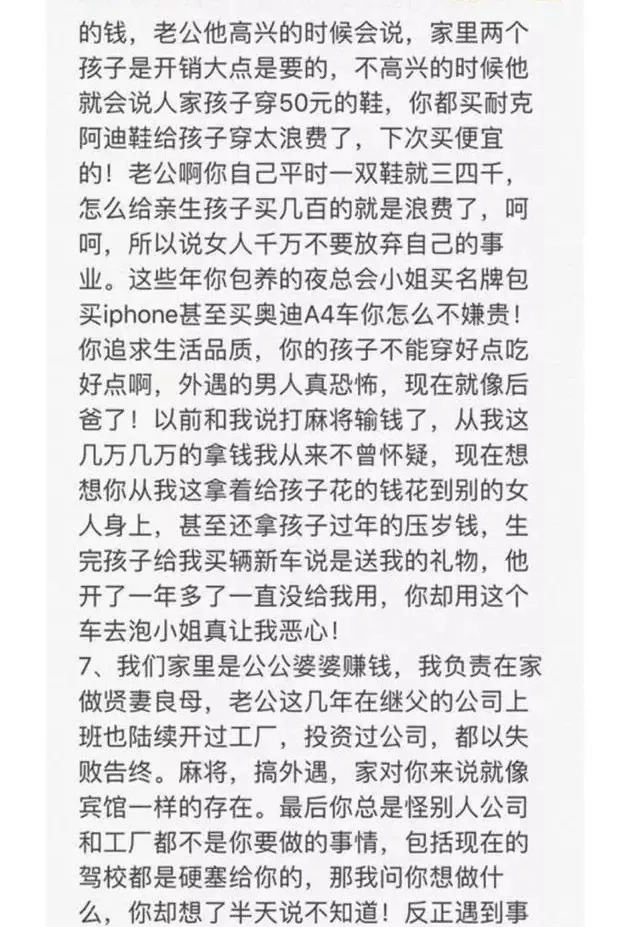 的钱，老公他高兴的时候会说，家里两个
孩子是开销大点是要的，不高兴的时候他
就会说人家孩子穿50元的鞋，你都买耐克
阿迪鞋给孩子穿太浪费了，下次买便宜
的！老公啊你自己平时一双鞋就三四千，
怎么给亲生孩子买几百的就是浪费了，呵
呵，所以说女人千万不要放弃自己的事
业。这些年你包养的夜总会小姐买名牌包
买iphone甚至买奥迪A4车你怎么不嫌贵！
你追求生活品质，你的孩子不能穿好点吃
好点啊，外遇的男人真恐怖，现在就像后
爸了！以前和我说打麻将输钱了，从我这
几万几万的拿钱我从来不曾怀疑，现在想
想你从我这拿着给孩子花的钱花到别的女
人身上，甚至还拿孩子过年的压岁钱，生
完孩子给我买辆新车说是送我的礼物，他
开了一年多了一直没给我用，你却用这个
车去泡小姐真让我恶心！
7、我们家里是公公婆婆赚钱，我负责在家
做贤妻良母，老公这几年在继父的公司上
班也陆续开过工厂，投资过公司，都以失
败告终。麻将，搞外遇，家对你来说就像
宾馆一样的存在。最后你总是怪别人公司
和工厂都不是你要做的事情，包括现在的
驾校都是硬塞给你的，那我问你想做什
么，你却想了半天说不知道！反正遇到事